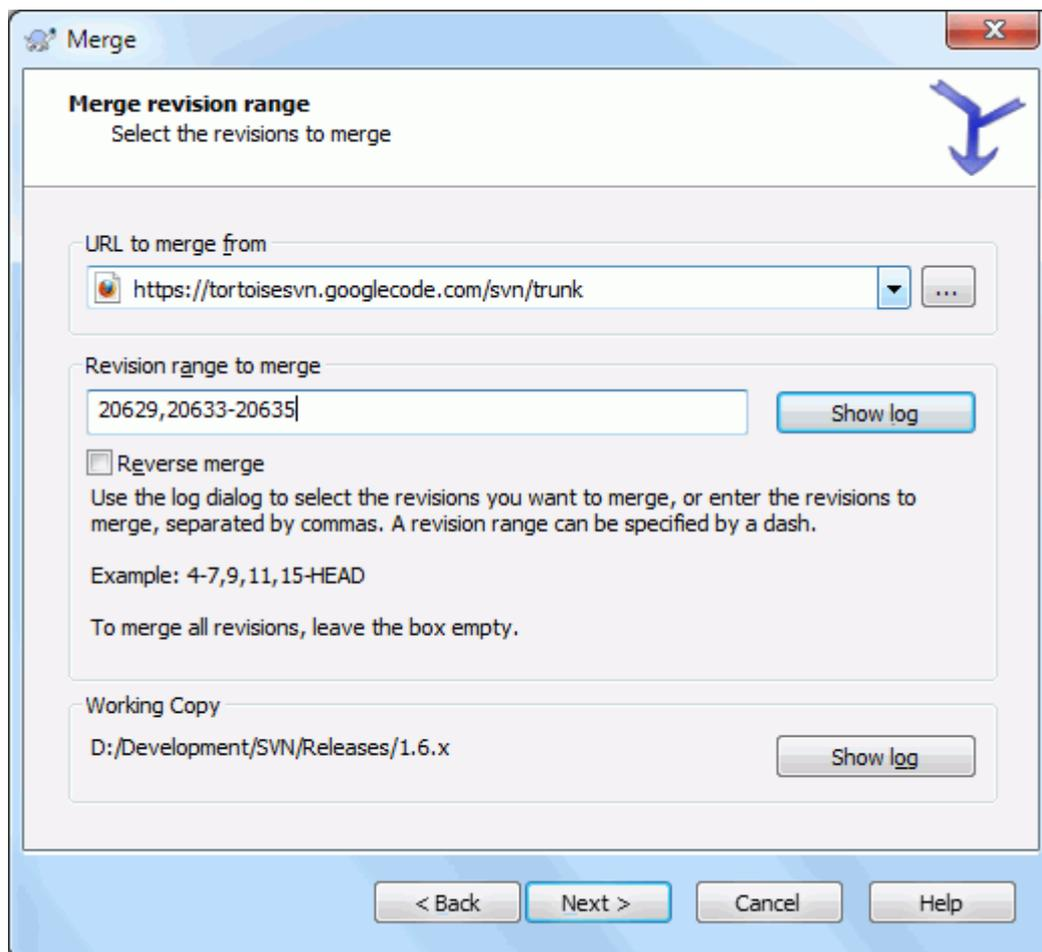 Merge
Merge revision range
Select the revisions to merge
URL to merge from
https://tortoisesvn.googlecode.com/svn/trunk
...
Revision range to merge
20629,20633-20635
Show log
Reverse merge
Use the log dialog to select the revisions you want to merge, or enter the revisions to
merge, separated by commas. A revision range can be specified by a dash.
Example: 4-7,9,11,15-HEAD
To merge all revisions, leave the box empty.
Working Copy
D:/Development/SVN/Releases/1.6.x
Show log
< Back
Next >
Cancel
Help